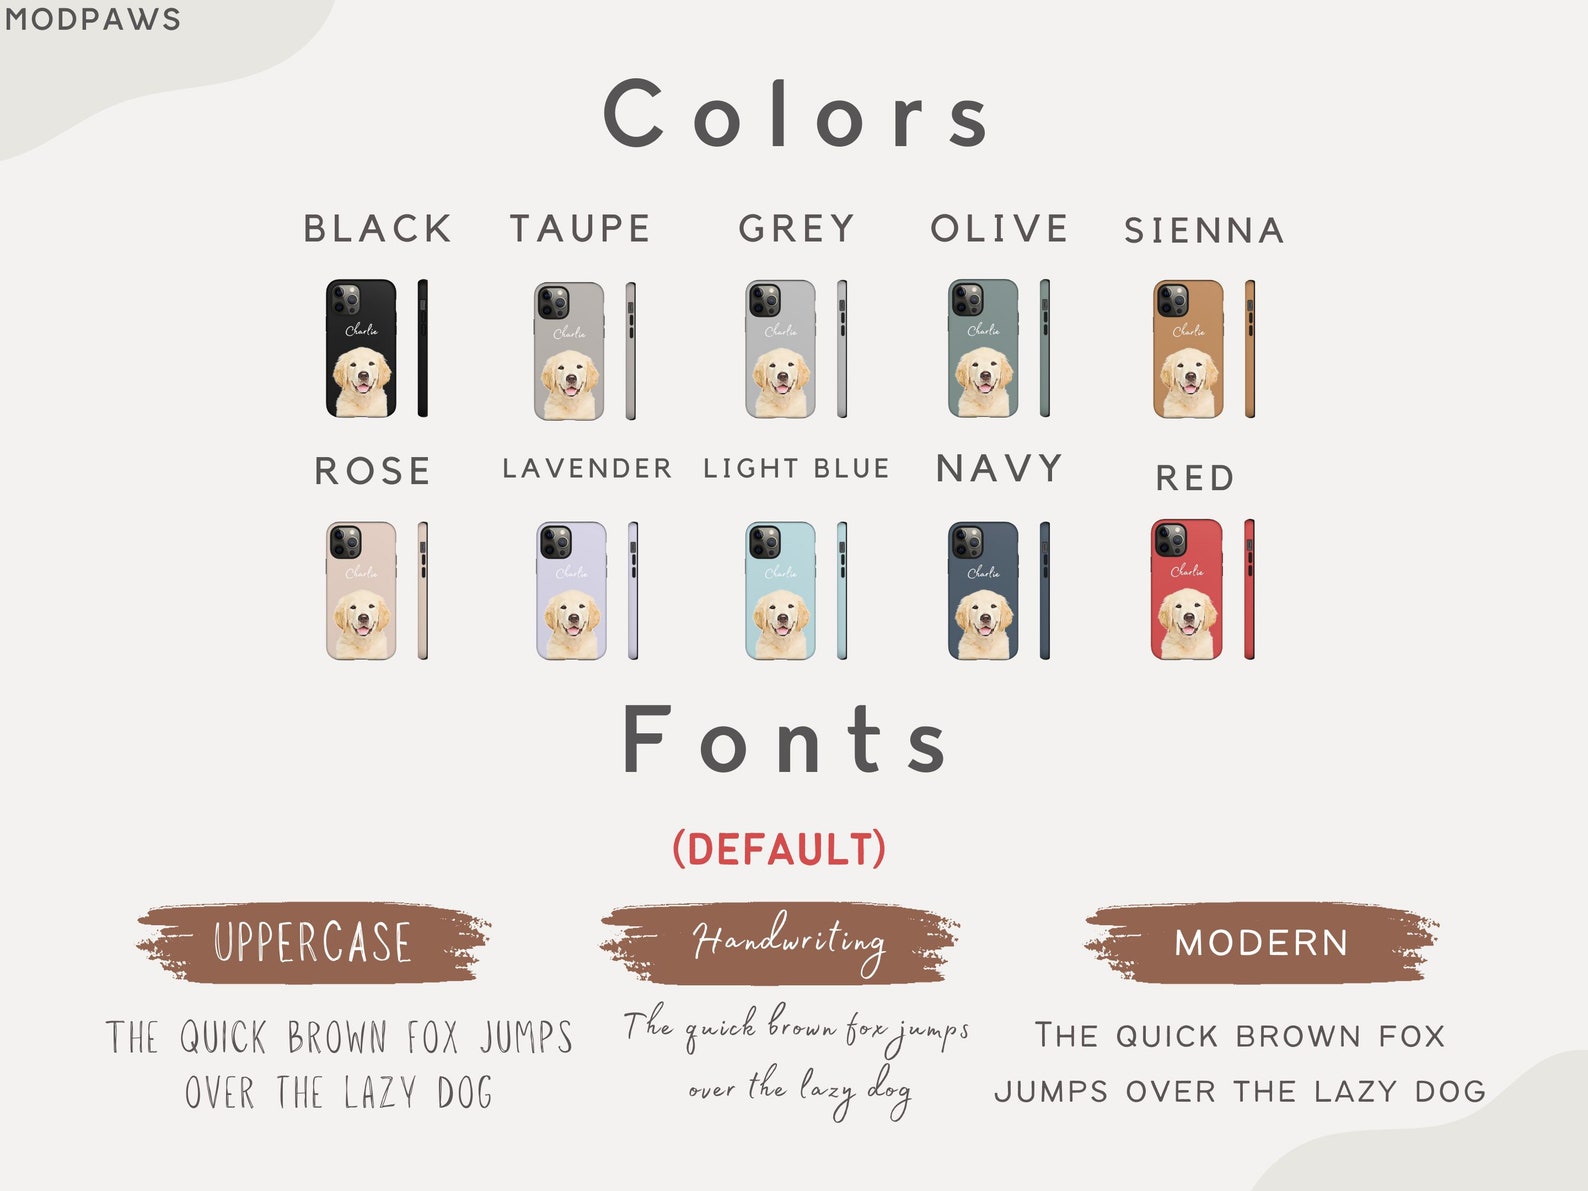 MODPAWS
Colors
BLACK TAUPE GREY OLIVE SIENNA
Charlie Charlie Charlie Charlie Charlie
ROSE LAVENDER LIGHT BLUE NAVY RED
Charlie Charlie Charlie Charlie Charlie
Fonts
(DEFAULT)
UPPERCASE Handwriting MODERN
THE QUICK BROWN FOX JUMPS
OVER THE LAZY DOG
The quick brown fox jumps
over the lazy dog
THE QUICK BROWN FOX
JUMPS OVER THE LAZY DOG